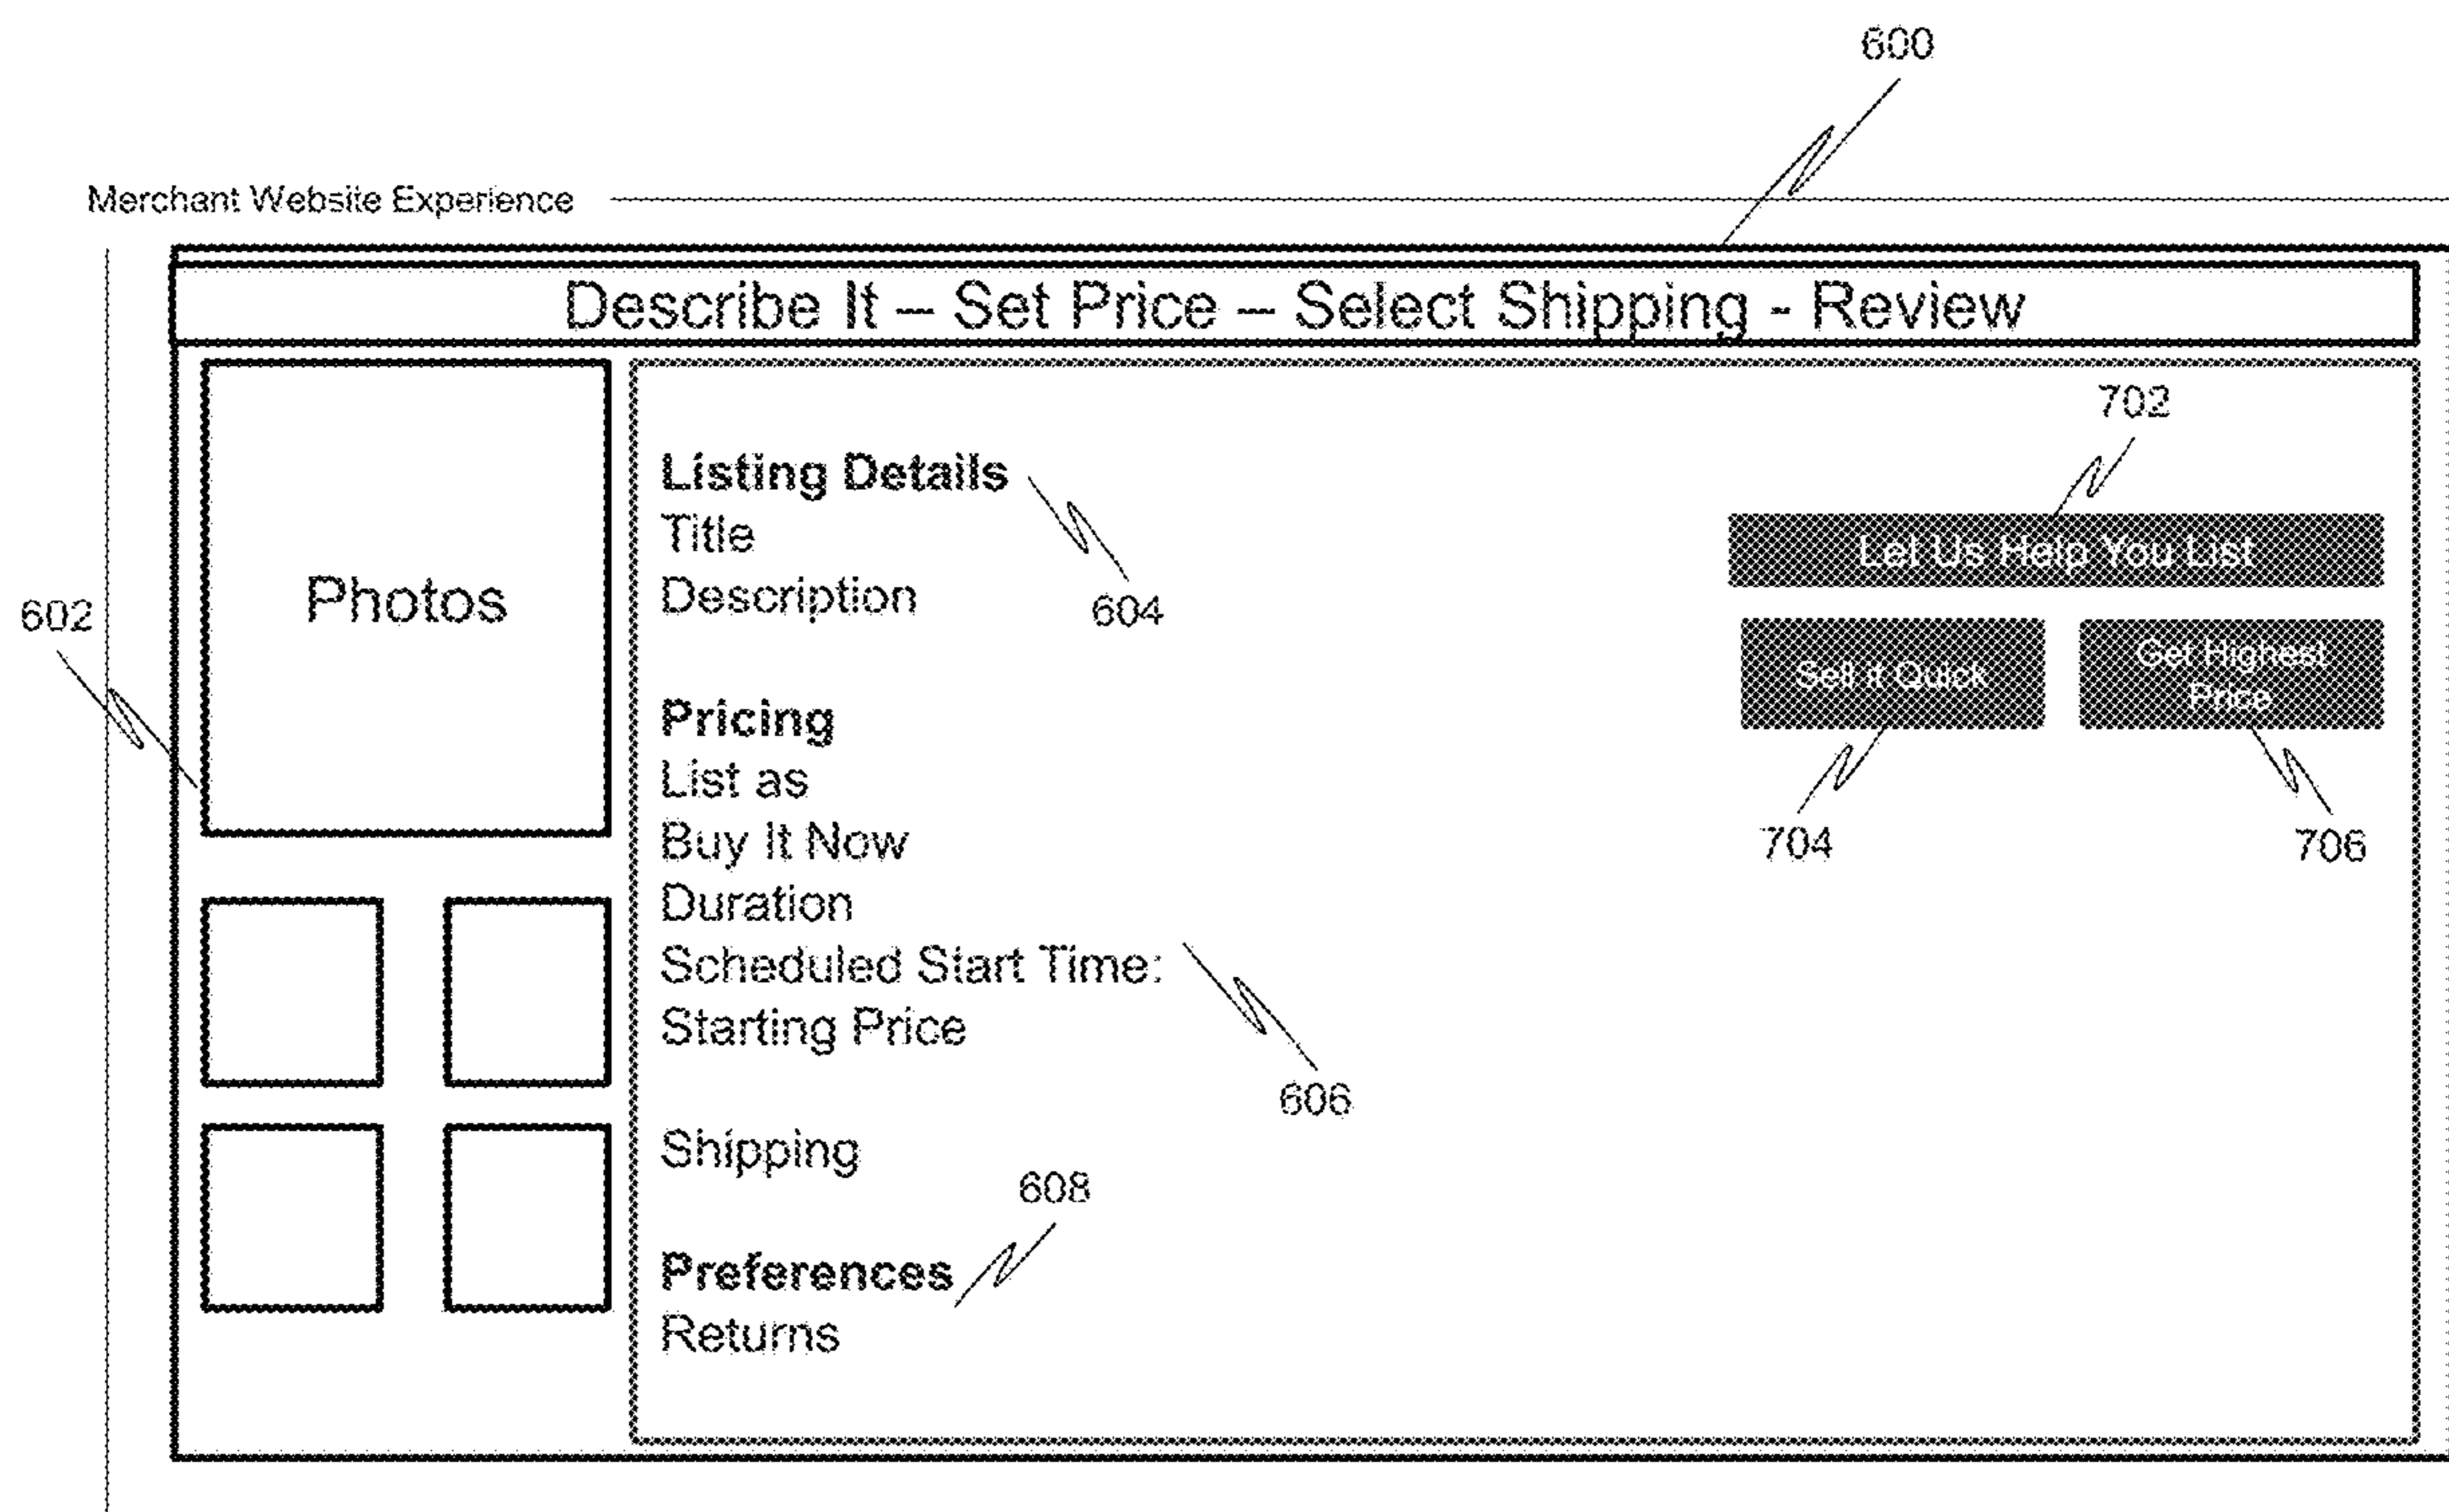 600
Merchant Website Experience
Describe It – Set Price – Select Shipping - Review
702
Listing Details
Title
Let Us Help You List
Description
604
602
Photos
Sell it Quick
Get Highest
Price
Pricing
List as
704
706
Buy It Now
Duration
Scheduled Start Time:
Starting Price
606
Shipping
608
Preferences
Returns